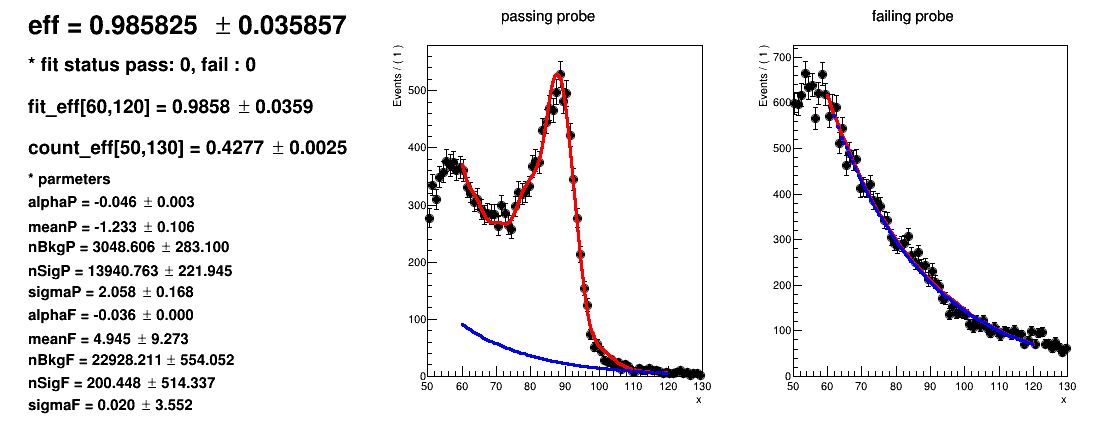 eff = 0.985825 ± 0.035857
* fit status pass: 0, fail : 0
fit_eff[60,120] = 0.9858 ± 0.0359
count_eff[50,130] = 0.4277 ± 0.0025
* parmeters
alphaP = -0.046 ± 0.003
meanP = -1.233 ± 0.106
nBkgP = 3048.606 ± 283.100
nSigP = 13940.763 ± 221.945
sigmaP = 2.058 ± 0.168
alphaF = -0.036 ± 0.000
meanF = 4.945 ± 9.273
nBkgF = 22928.211 ± 554.052
nSigF = 200.448 ± 514.337
sigmaF = 0.020 ± 3.552
passing probe
Events / ( 1 )
500
400
300
200
100
0
50 60 70 80 90 100 110 120 130
x
failing probe
Events / ( 1 )
700
600
500
400
300
200
100
0
50 60 70 80 90 100 110 120 130
x